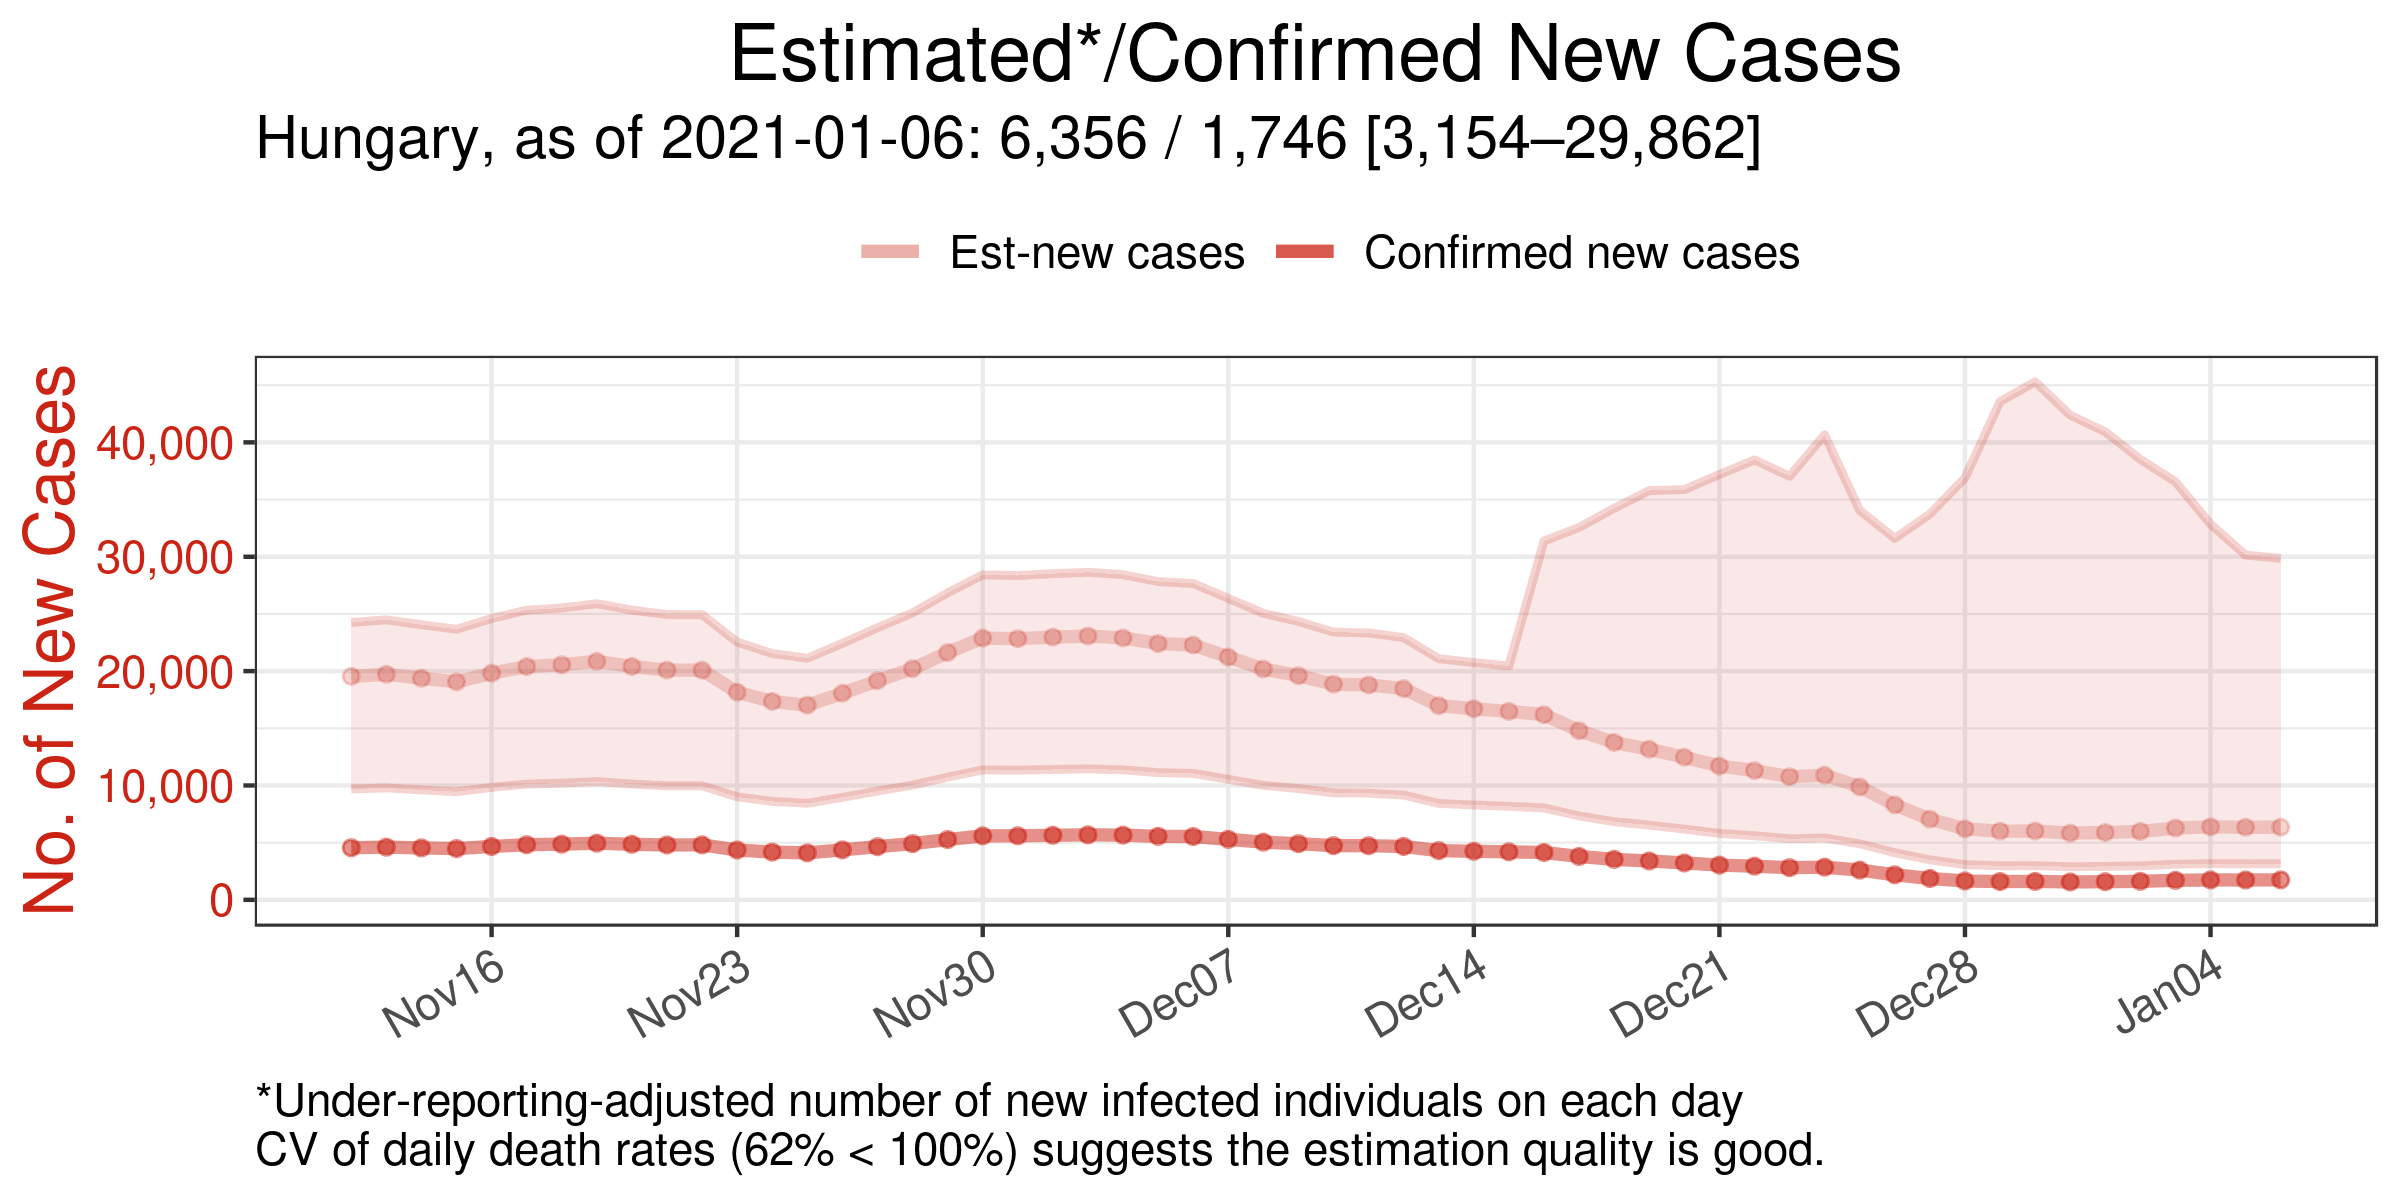 Estimated*/Confirmed New Cases
Hungary, as of 2021-01-06: 6,356 / 1,746 [3,154–29,862]
Est-new cases
Confirmed new cases
No. of New Cases
40,000
30,000
20,000
10,000
0
Nov16
Nov23
Nov30
Dec07
Dec14
Dec21
Dec28
Jan04
*Under-reporting-adjusted number of new infected individuals on each day
CV of daily death rates (62% < 100%) suggests the estimation quality is good.